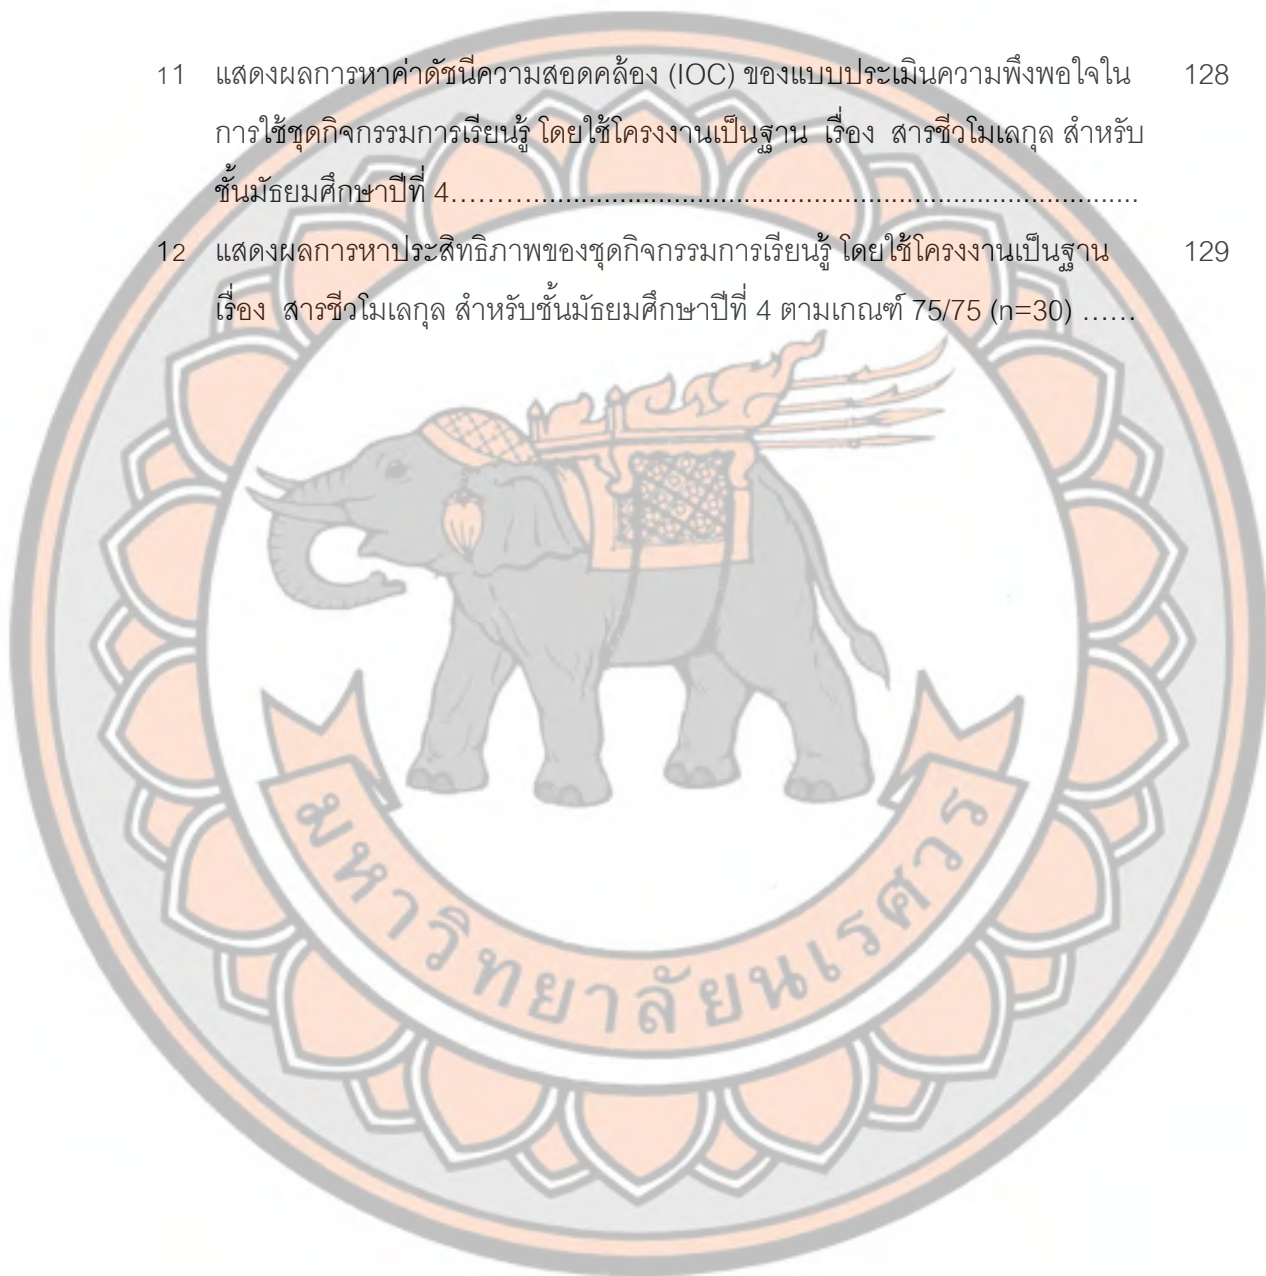 11 แสดงผลการหาค่าดัชนีความสอดคล้อง (IOC) ของแบบประเมินความพึงพอใจใน 128
การใช้ชุดกิจกรรมการเรียนรู้ โดยใช้โครงงานเป็นฐาน เรื่อง สารชีวโมเลกุล สำหรับ
ชั้นมัธยมศึกษาปีที่ 4...............................................................................
12 แสดงผลการหาประสิทธิภาพของชุดกิจกรรมการเรียนรู้ โดยใช้โครงงานเป็นฐาน 129
เรื่อง สารชีวโมเลกุล สำหรับชั้นมัธยมศึกษาปีที่ 4 ตามเกณฑ์ 75/75 (n=30) ......
มหาวิทยาลัยนเรศวร